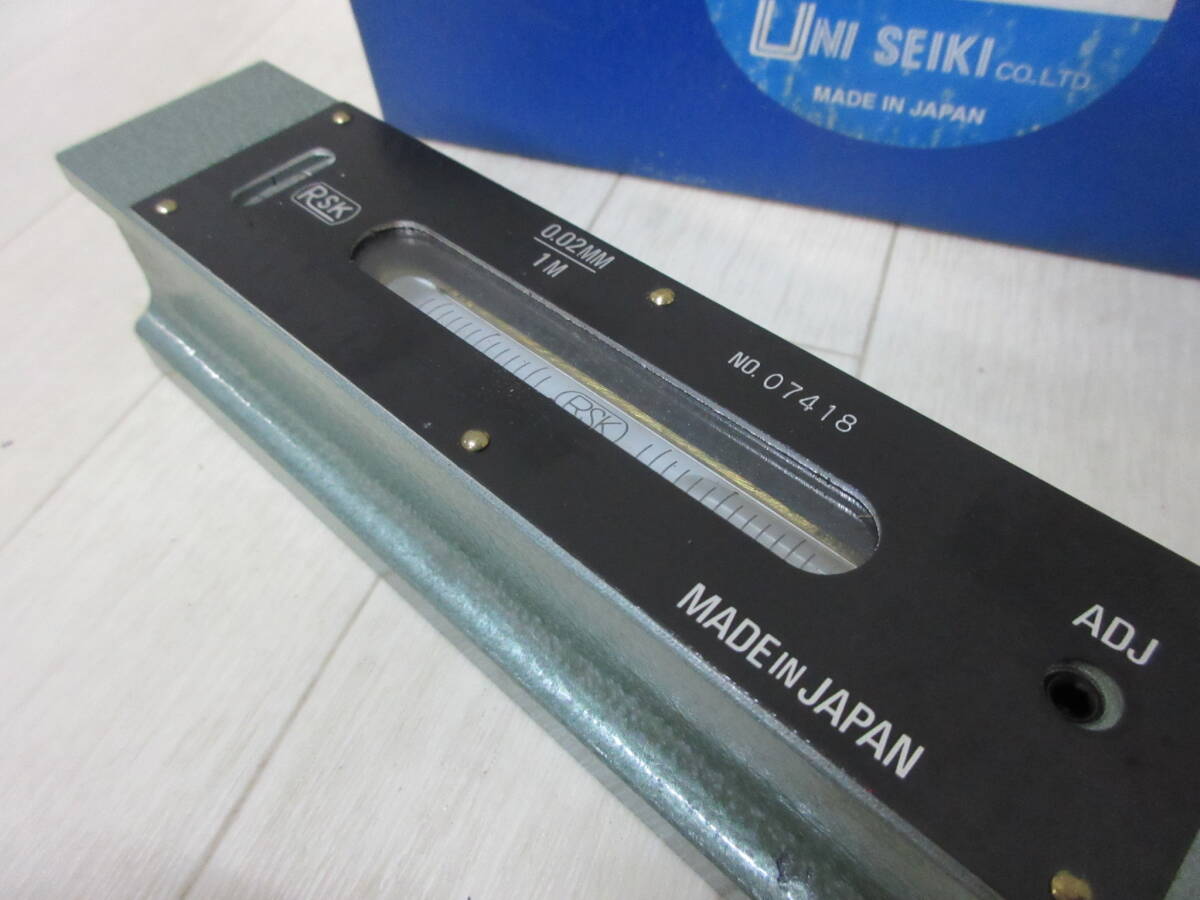 UNI SEIKI CO.LTD.
MADE IN JAPAN
RSK
0.02MM
1M
NO. 07418
RSK
MADE IN JAPAN
ADJ